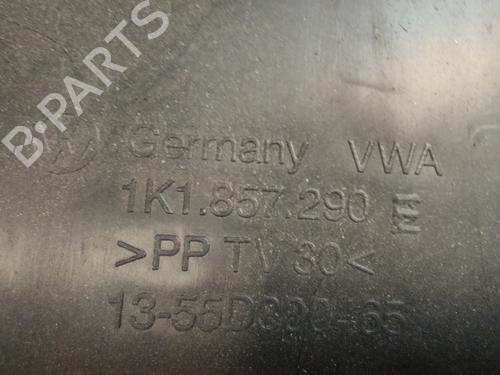 B-PARTS
Germany VWA
1K1.857.290 E
>PP TV 30<